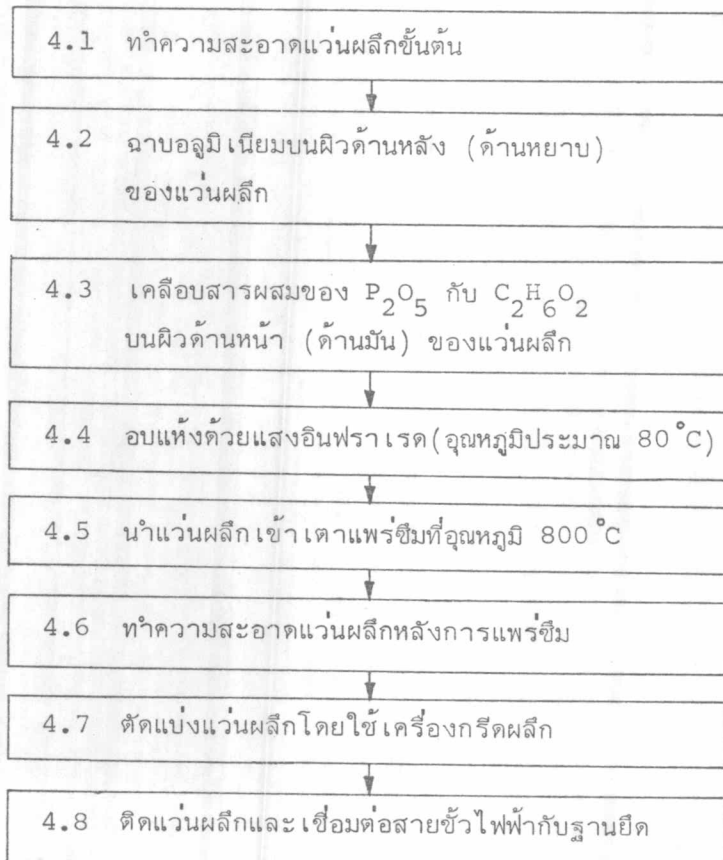 4.1 ทำความสะอาดแว่นผลึกขั้นต้น
4.2 ฉาบอลูมิเนียมบนผิวด้านหลัง (ด้านหยาบ)
ของแว่นผลึก
4.3 เคลือบสารผสมของ P2O5 กับ C2H6O2
บนผิวด้านหน้า (ด้านมัน) ของแว่นผลึก
4.4 อบแห้งด้วยแสงอินฟราเรด(อุณหภูมิประมาณ 80 °C)
4.5 นำแว่นผลึกเข้าเตาแพร่ซึมที่อุณหภูมิ 800 °C
4.6 ทำความสะอาดแว่นผลึกหลังการแพร่ซึม
4.7 ตัดแบ่งแว่นผลึกโดยใช้เครื่องกรีดผลึก
4.8 ติดแว่นผลึกและเชื่อมต่อสายขั้วไฟฟ้ากับฐานยึด